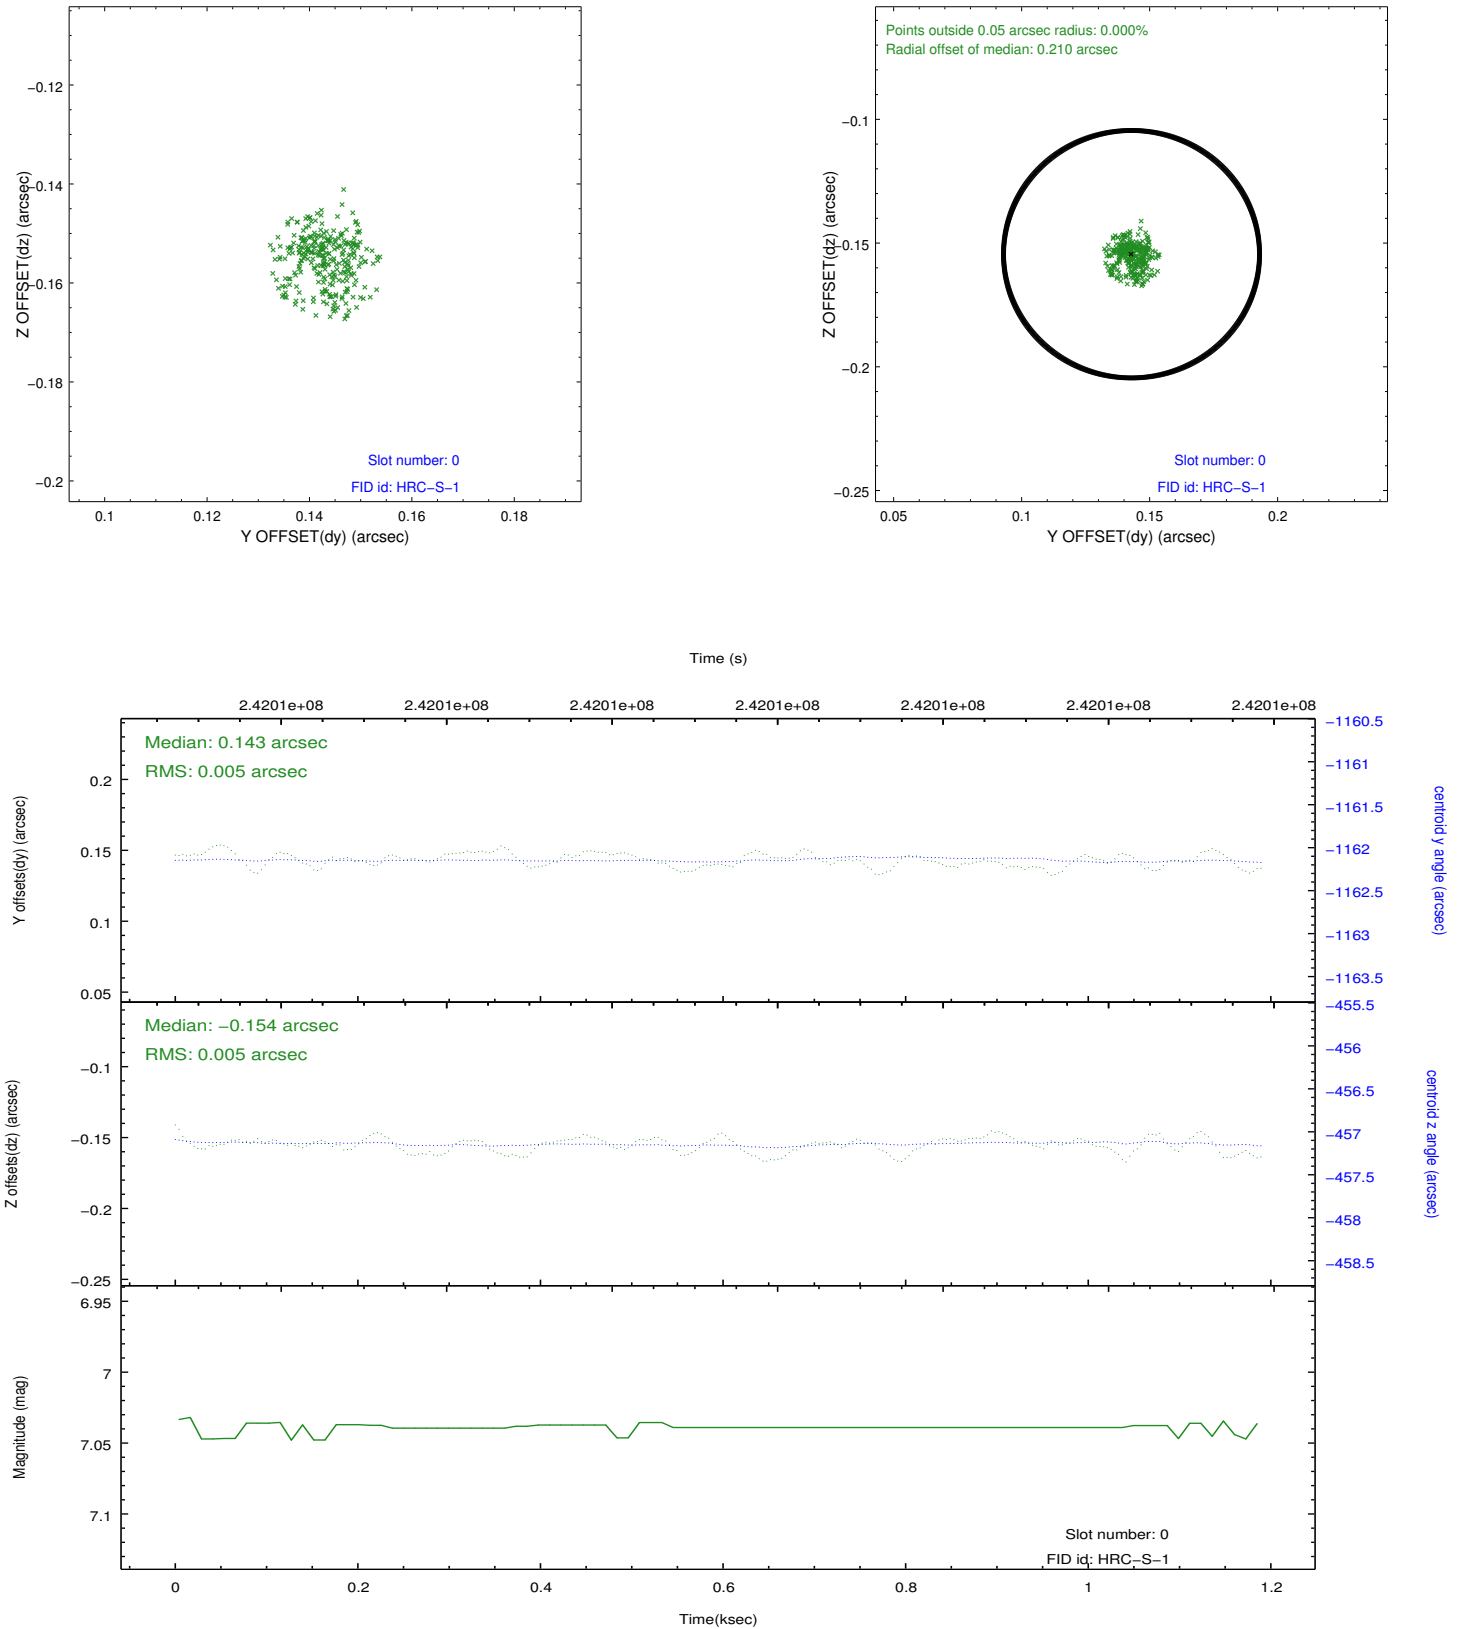 Points outside 0.05 arcsec radius: 0.000%
Radial offset of median: 0.210 arcsec
−0.12
−0.14
−0.16
−0.18
−0.2
Z OFFSET(dz) (arcsec)
Slot number: 0
FID id: HRC−S−1
0.1 0.12 0.14 0.16 0.18
Y OFFSET(dy) (arcsec)
−0.1
−0.15
−0.2
−0.25
Z OFFSET(dz) (arcsec)
Slot number: 0
FID id: HRC−S−1
0.05 0.1 0.15 0.2
Y OFFSET(dy) (arcsec)
Time (s)
2.4201e+08 2.4201e+08 2.4201e+08 2.4201e+08 2.4201e+08 2.4201e+08 2.4201e+08
Median: 0.143 arcsec
RMS: 0.005 arcsec
0.2
0.15
0.1
0.05
Y offsets(dy) (arcsec)
−1160.5
−1161
−1161.5
−1162
−1162.5
−1163
−1163.5
centroid y angle (arcsec)
Median: −0.154 arcsec
RMS: 0.005 arcsec
−0.1
−0.15
−0.2
−0.25
Z offsets(dz) (arcsec)
−455.5
−456
−456.5
−457
−457.5
−458
−458.5
centroid z angle (arcsec)
6.95
7
7.05
7.1
Magnitude (mag)
Slot number: 0
FID id: HRC−S−1
0 0.2 0.4 0.6 0.8 1 1.2
Time(ksec)